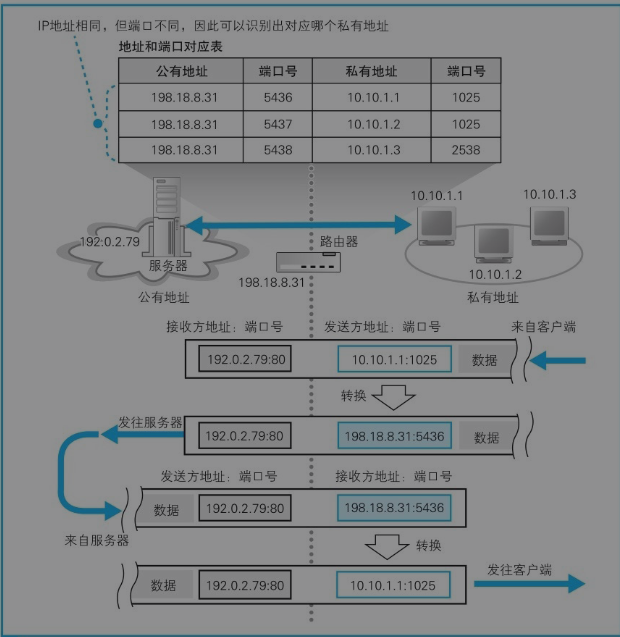 IP地址相同，但端口不同，因此可以识别出对应哪个私有地址
地址和端口对应表
公有地址 端口号 私有地址 端口号
198.18.8.31 5436 10.10.1.1 1025
198.18.8.31 5437 10.10.1.2 1025
198.18.8.31 5438 10.10.1.3 2538
10.10.1.1 10.10.1.3
192.0.2.79 路由器
服务器 10.10.1.2
198.18.8.31
公有地址 私有地址
接收方地址：端口号 发送方地址：端口号 来自客户端
192.0.2.79:80 10.10.1.1:1025 数据
转换
发往服务器
192.0.2.79:80 198.18.8.31:5436 数据
发送方地址：端口号 接收方地址：端口号
数据 192.0.2.79:80 198.18.8.31:5436
来自服务器 转换
发往客户端
数据 192.0.2.79:80 10.10.1.1:1025